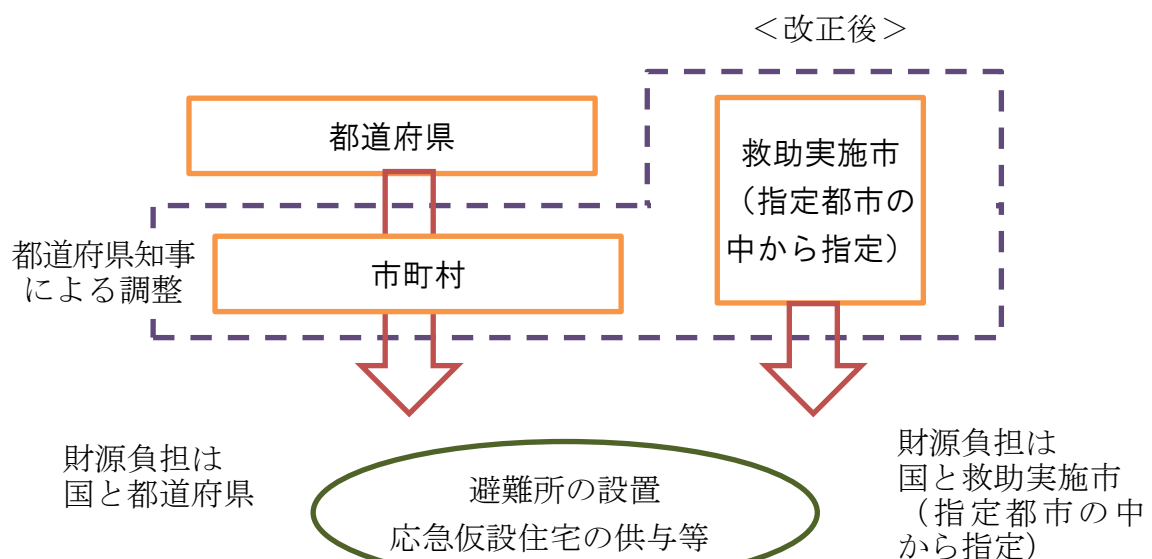 ＜改正後＞
都道府県
救助実施市
（指定都市の
中から指定）
都道府県知事
による調整
市町村
財源負担は
国と都道府県
避難所の設置
応急仮設住宅の供与等
財源負担は
国と救助実施市
（指定都市の中
から指定）